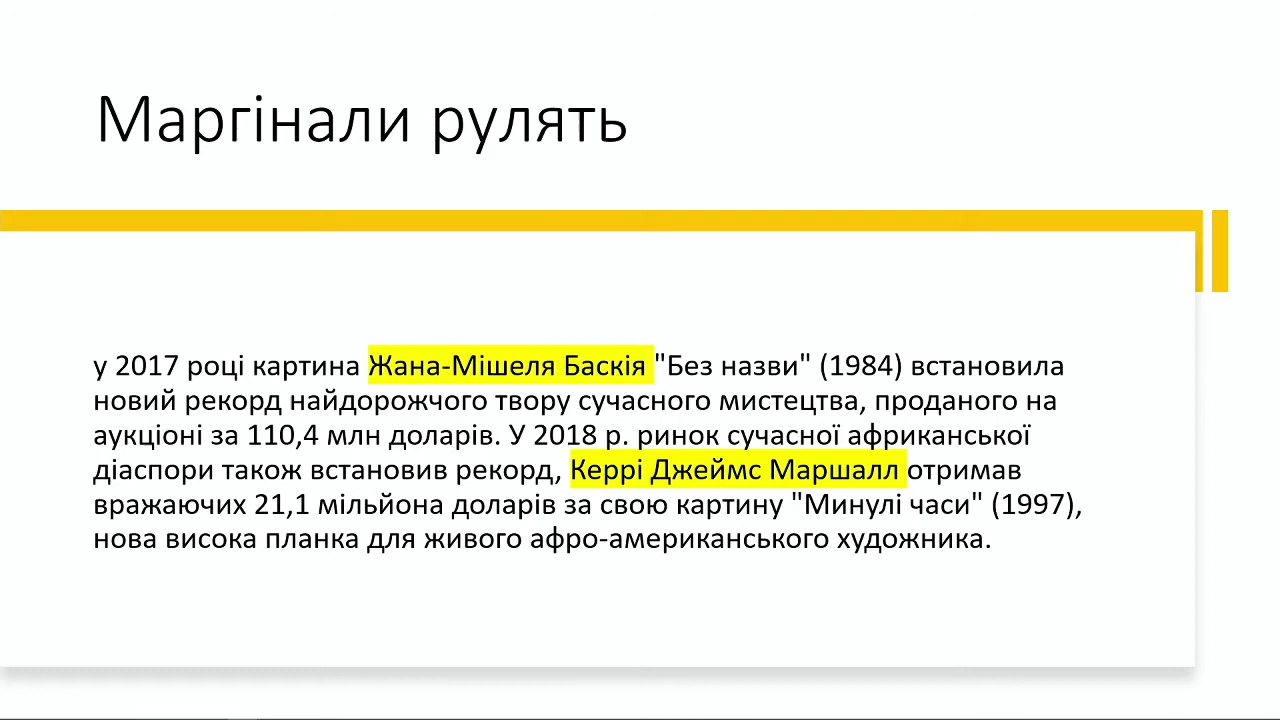 Маргінали рулять
у 2017 році картина Жана-Мішеля Баскія "Без назви" (1984) встановила
новий рекорд найдорожчого твору сучасного мистецтва, проданого на
аукціоні за 110,4 млн доларів. У 2018 р. ринок сучасної африканської
діаспори також встановив рекорд, Керрі Джеймс Маршалл отримав
вражаючих 21,1 мільйона доларів за свою картину "Минулі часи" (1997),
нова висока планка для живого афро-американського художника.